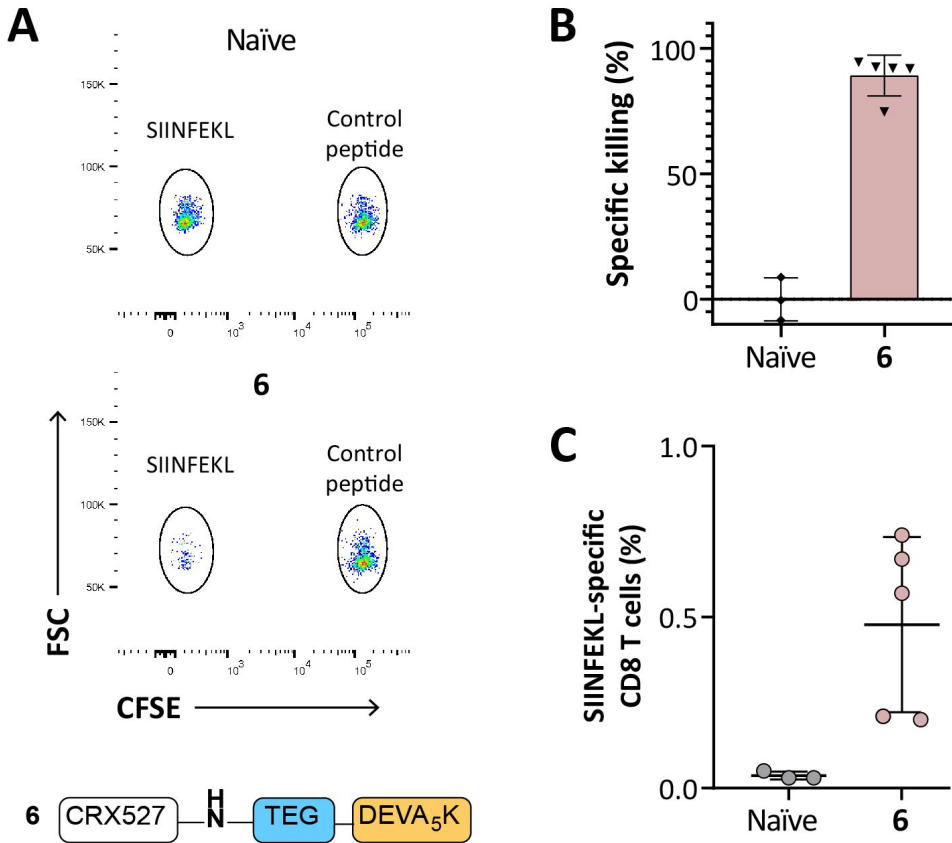 A
Naïve
150K
SIINFEKL
Control
peptide
100K
50K
0 10³ 10⁴ 10⁵
6
150K
SIINFEKL
Control
peptide
100K
50K
0 10³ 10⁴ 10⁵
FSC
CFSE
6 CRX527 H
N TEG DEVA₅K
B
Specific killing (%)
100
50
0
Naïve 6
C
SIINFEKL-specific
CD8 T cells (%)
1.0
0.5
0.0
Naïve 6